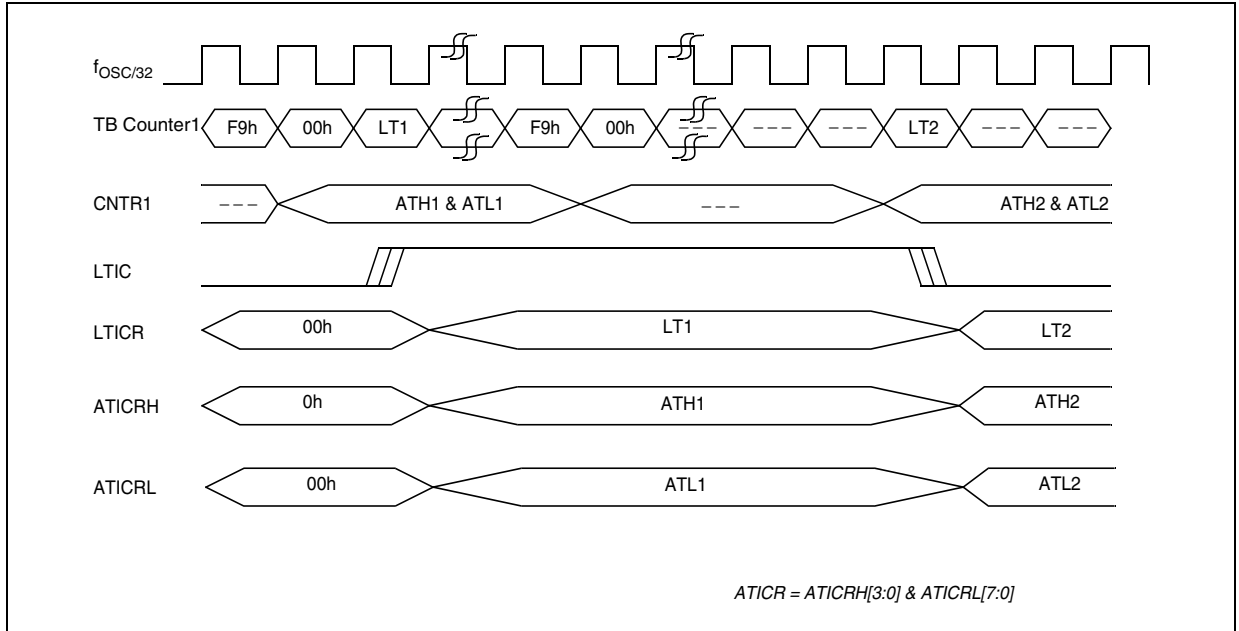 fOSC/32
TB Counter1 F9h 00h LT1 F9h 00h --- --- --- LT2 --- ---
CNTR1 --- ATH1 & ATL1 --- ATH2 & ATL2
LTIC
LTICR 00h LT1 LT2
ATICRH 0h ATH1 ATH2
ATICRL 00h ATL1 ATL2
ATICR = ATICRH[3:0] & ATICRL[7:0]